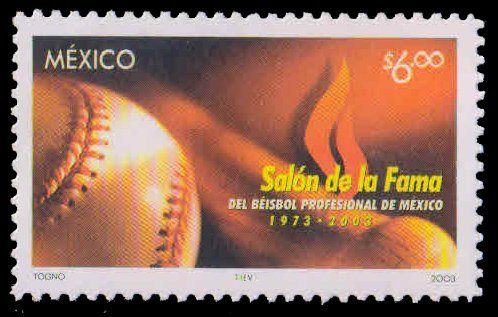 MÉXICO
$6.00
Salón de la Fama
DEL BÉISBOL PROFESIONAL DE MÉXICO
1973 - 2003
TOGNO TIEV 2003